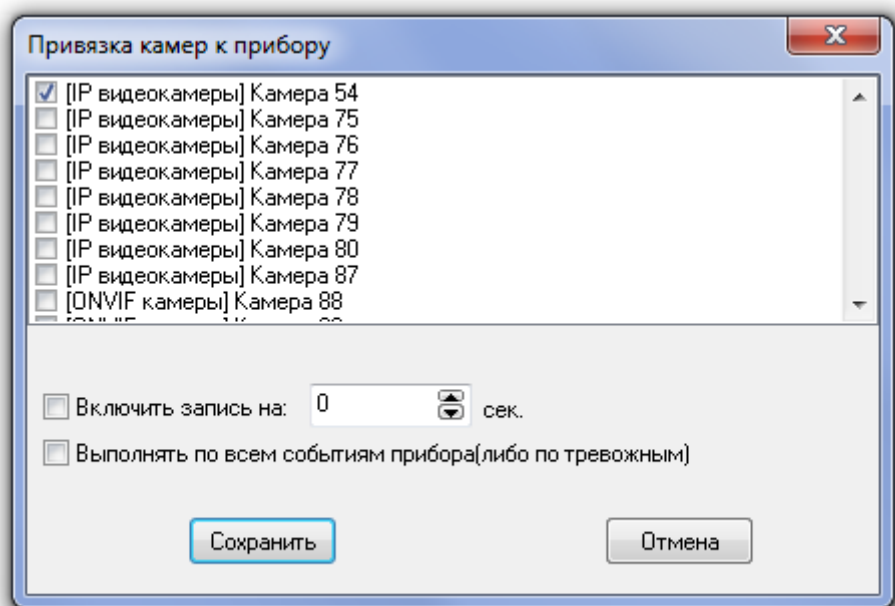 Привязка камер к прибору
[IP видеокамеры] Камера 54
[IP видеокамеры] Камера 75
[IP видеокамеры] Камера 76
[IP видеокамеры] Камера 77
[IP видеокамеры] Камера 78
[IP видеокамеры] Камера 79
[IP видеокамеры] Камера 80
[IP видеокамеры] Камера 87
[ONVIF камеры] Камера 88
Включить запись на: 0 сек.
Выполнять по всем событиям прибора(либо по тревожным)
Сохранить Отмена